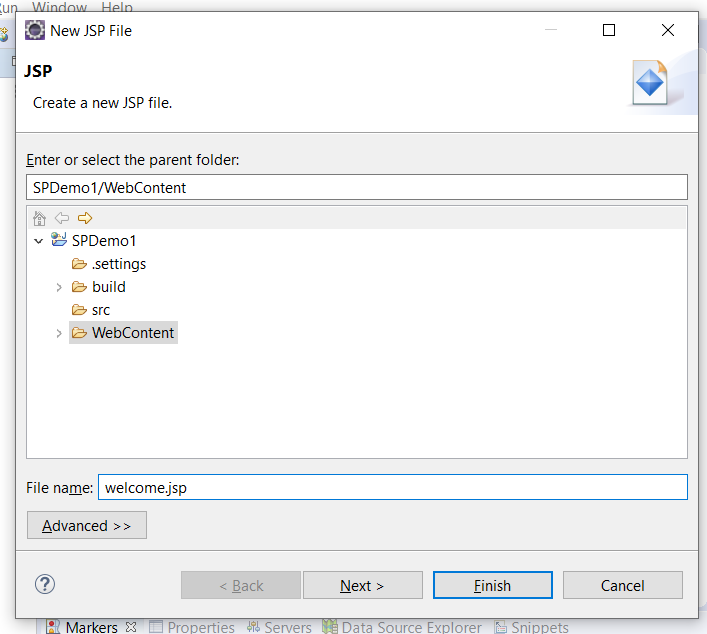 Run Window Help
New JSP File
JSP
Create a new JSP file.
Enter or select the parent folder:
SPDemo1/WebContent
SPDemo1
.settings
build
src
WebContent
File name: welcome.jsp
Advanced >>
?
< Back Next > Finish Cancel
Markers Properties Servers Data Source Explorer Snippets